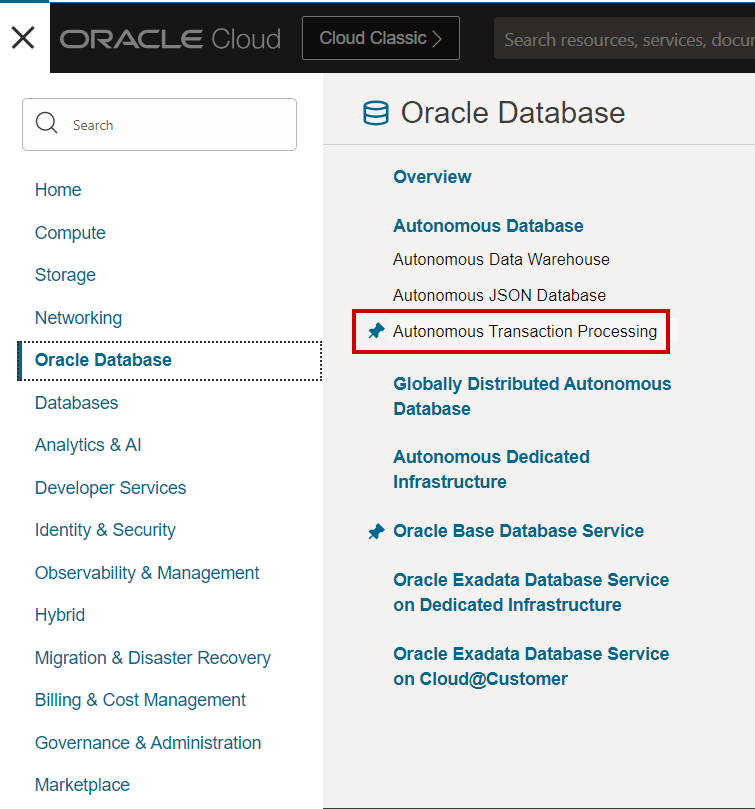 ORACLE Cloud
Cloud Classic
Search resources, services, docu
Search
Home
Compute
Storage
Networking
Oracle Database
Databases
Analytics & AI
Developer Services
Identity & Security
Observability & Management
Hybrid
Migration & Disaster Recovery
Billing & Cost Management
Governance & Administration
Marketplace
Oracle Database
Overview
Autonomous Database
Autonomous Data Warehouse
Autonomous JSON Database
Autonomous Transaction Processing
Globally Distributed Autonomous
Database
Autonomous Dedicated
Infrastructure
Oracle Base Database Service
Oracle Exadata Database Service
on Dedicated Infrastructure
Oracle Exadata Database Service
on Cloud@Customer